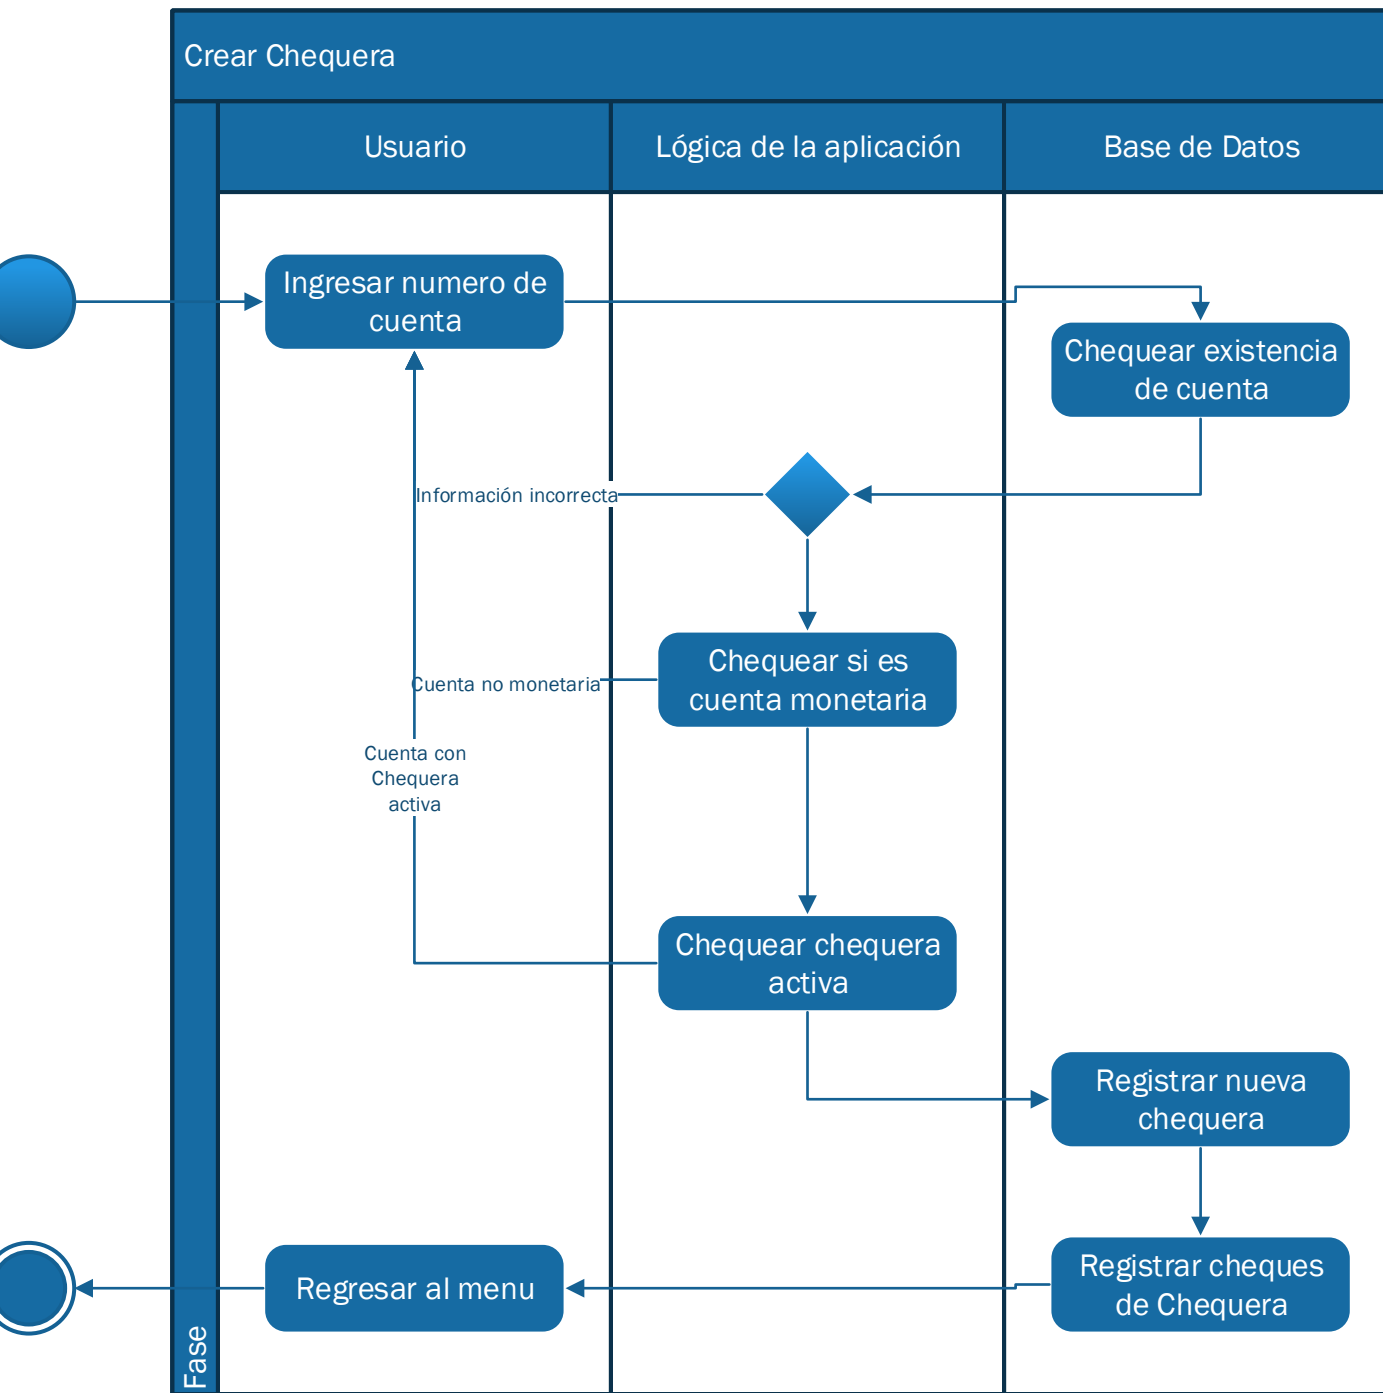 Crear Chequera
Usuario
Lógica de la aplicación
Base de Datos
Ingresar numero de
cuenta
Chequear existencia
de cuenta
Información incorrecta
Chequear si es
cuenta monetaria
Cuenta no monetaria
Cuenta con
Chequera
activa
Chequear chequera
activa
Registrar nueva
chequera
Registrar cheques
de Chequera
Regresar al menu
Fase